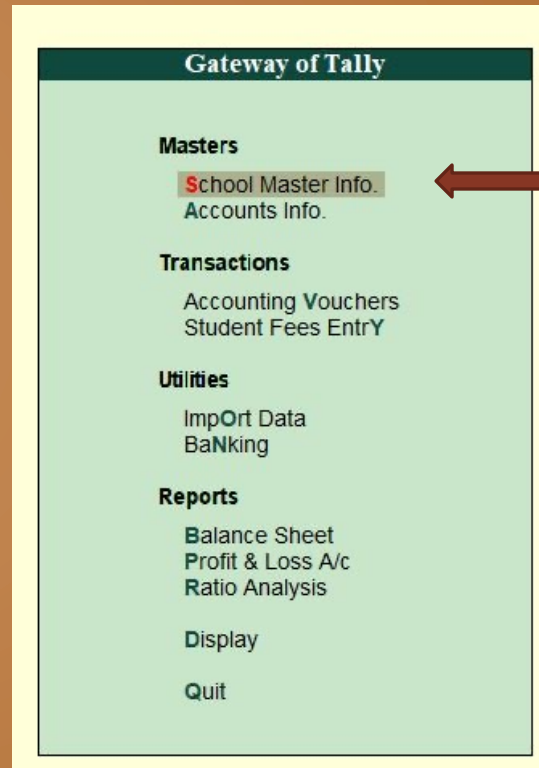 Gateway of Tally
Masters
School Master Info.
Accounts Info.
Transactions
Accounting Vouchers
Student Fees EntrY
Utilities
ImpOrt Data
BaNking
Reports
Balance Sheet
Profit & Loss A/c
Ratio Analysis
Display
Quit